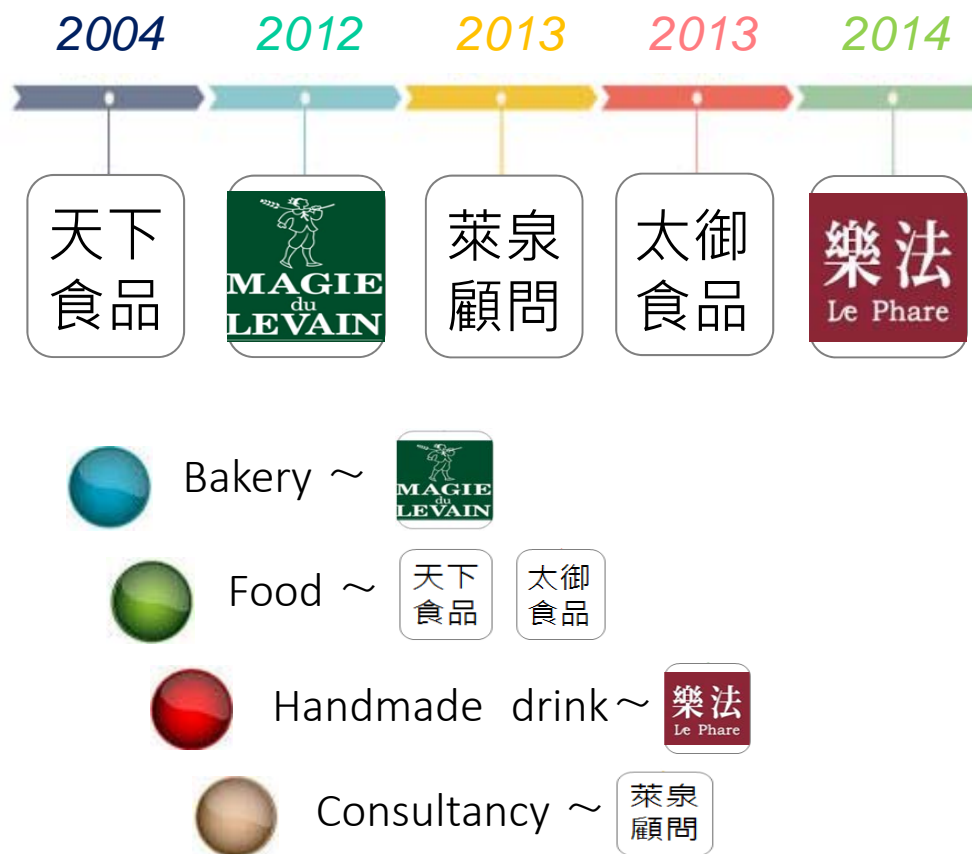 2004 2012 2013 2013 2014
天下
食品
MAGIE
du
LEVAIN
萊泉
顧問
太御
食品
樂法
Le Phare
Bakery ～
MAGIE
du
LEVAIN
Food ～
天下
食品
太御
食品
Handmade drink～
樂法
Le Phare
Consultancy ～
萊泉
顧問